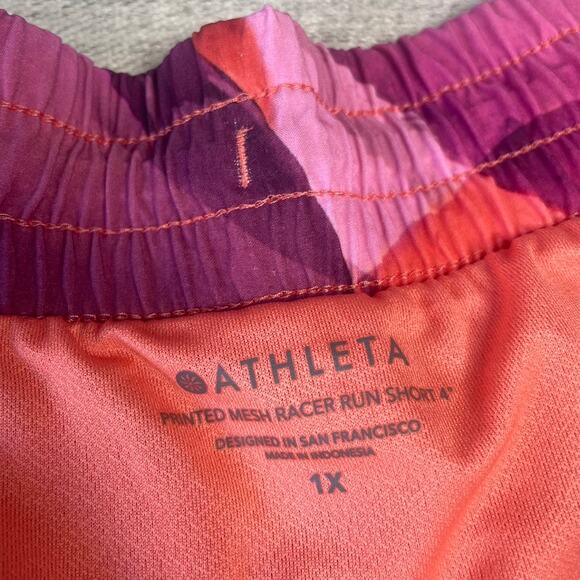 ATHLETA
PRINTED MESH RACER RUN SHORT 4"
DESIGNED IN SAN FRANCISCO
MADE IN INDONESIA
1X